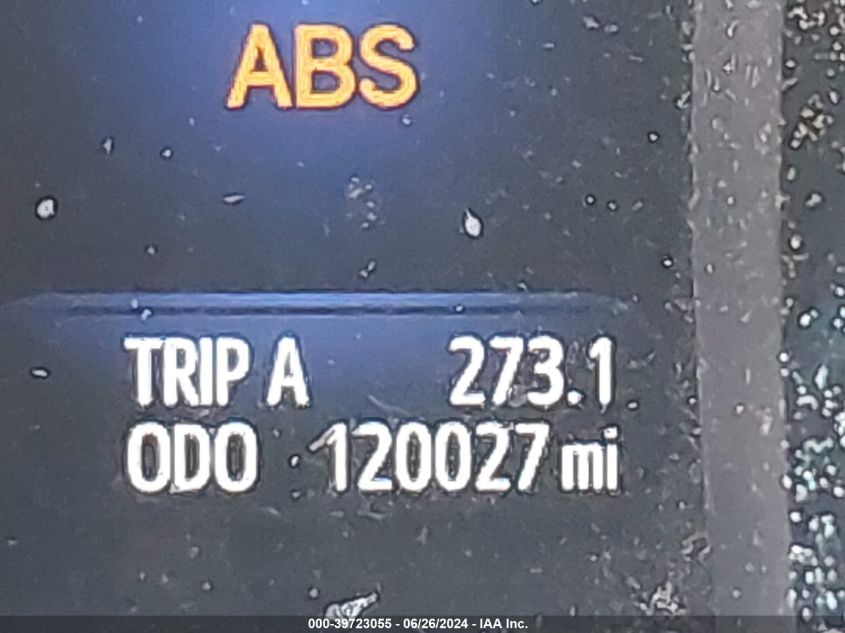 ABS
TRIP A 273.1
ODO 120027 mi
000-39723055 - 06/26/2024 - IAA Inc.